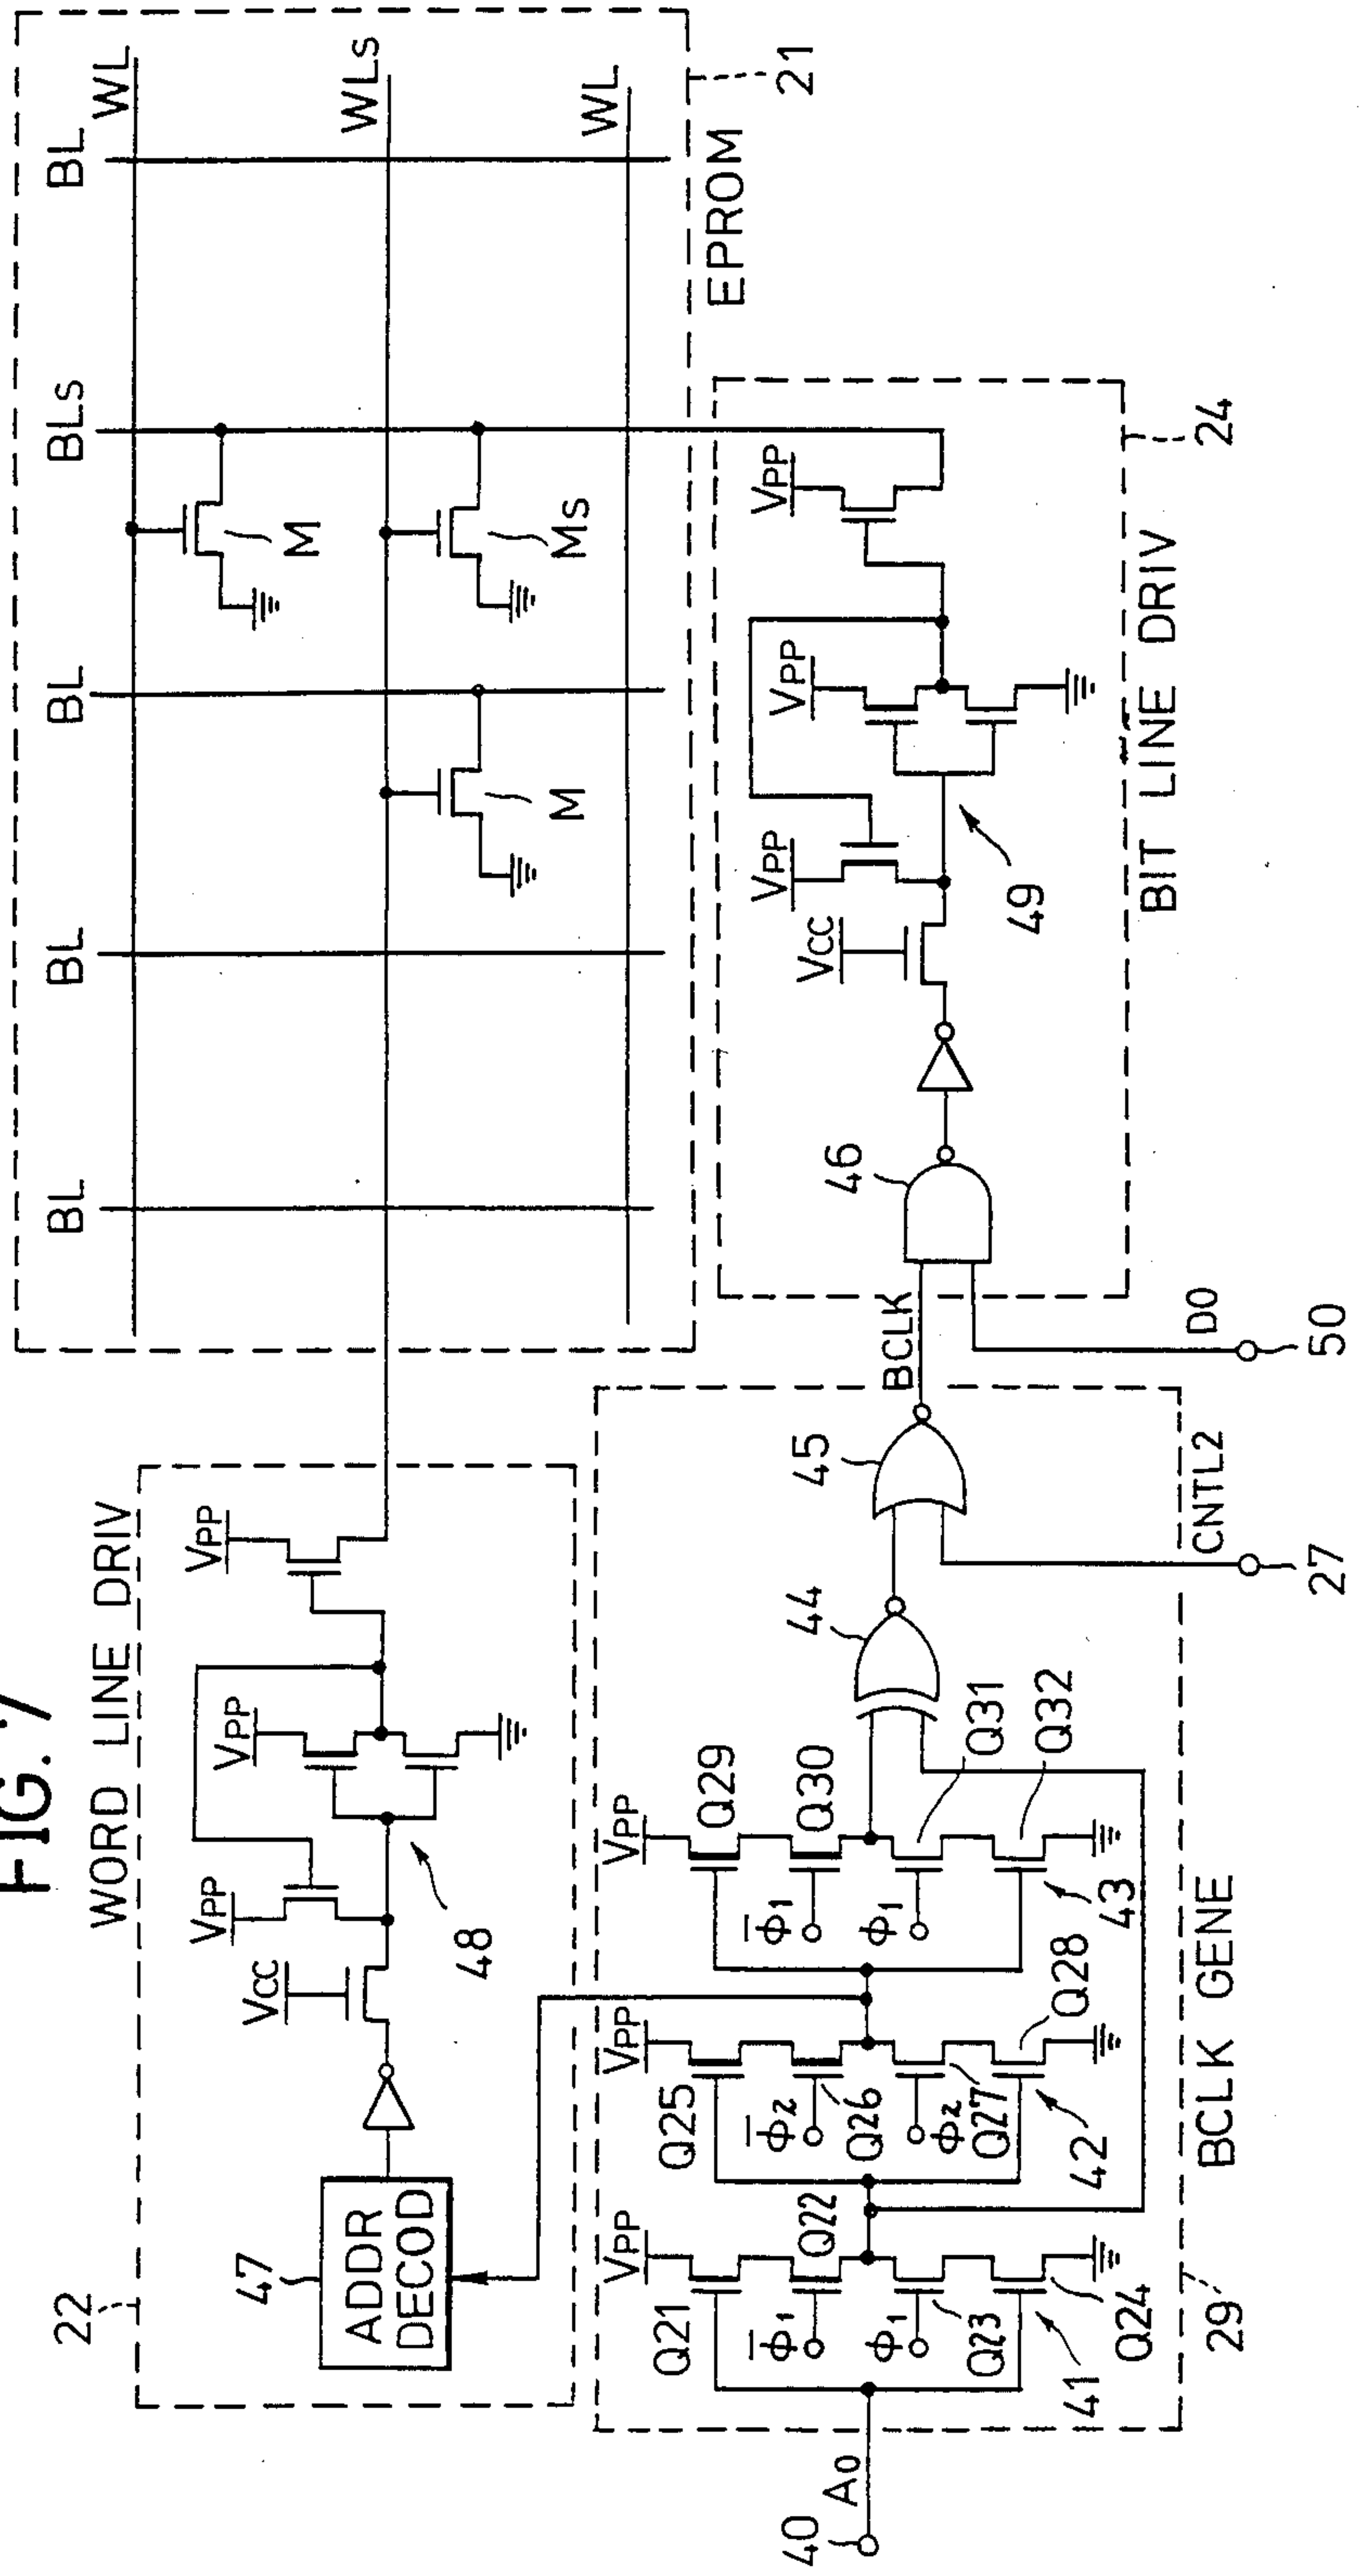 FIG. 7
WORD LINE DRIV
22
47
ADDR
DECOD
VCC
VPP
VPP
VPP
48
BL
BL
BL
BLs
BL
WL
WLs
WL
M
M
Ms
21
EPROM
40
A0
VPP
Q21
Q22
Q23
Q24
φ1
φ1
41
VPP
Q25
Q26
Q27
Q28
φ2
φ2
42
VPP
Q29
Q30
Q31
Q32
φ1
φ1
43
44
45
29
BCLK GENE
CNTL2
27
BCLK
D0
50
46
VCC
VPP
VPP
VPP
49
BIT LINE DRIV
24